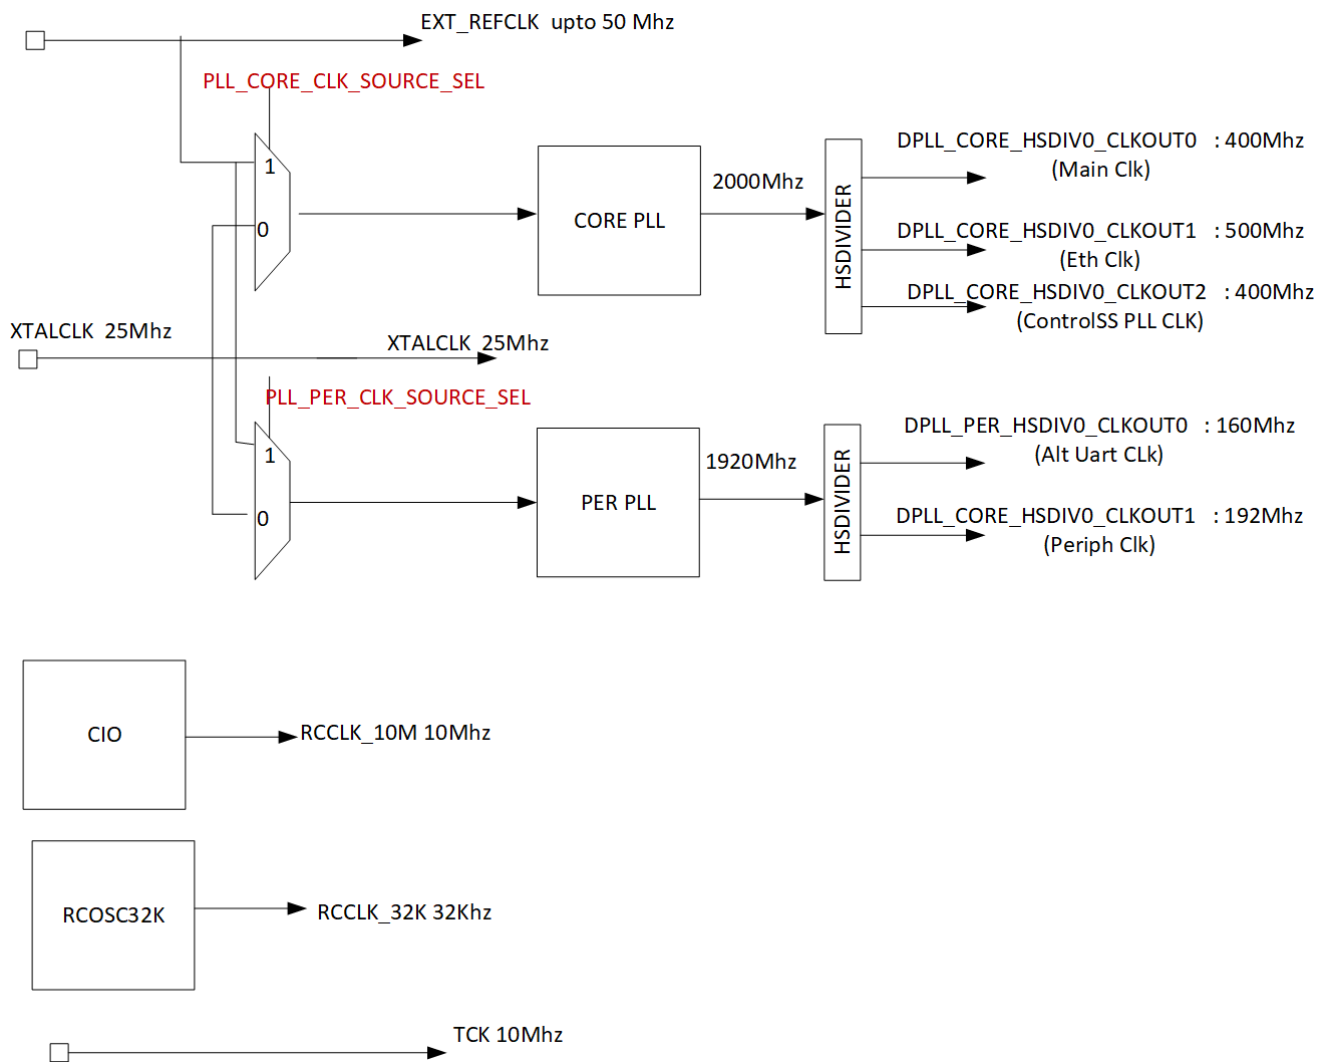 EXT_REFCLK upto 50 Mhz
PLL_CORE_CLK_SOURCE_SEL
1
0
CORE PLL
2000Mhz
HSDIVIDER
DPLL_CORE_HSDIV0_CLKOUT0 : 400Mhz
(Main Clk)
DPLL_CORE_HSDIV0_CLKOUT1 : 500Mhz
(Eth Clk)
DPLL_CORE_HSDIV0_CLKOUT2 : 400Mhz
(ControlSS PLL CLK)
XTALCLK 25Mhz
XTALCLK 25Mhz
PLL_PER_CLK_SOURCE_SEL
1
0
PER PLL
1920Mhz
HSDIVIDER
DPLL_PER_HSDIV0_CLKOUT0 : 160Mhz
(Alt Uart CLk)
DPLL_CORE_HSDIV0_CLKOUT1 : 192Mhz
(Periph Clk)
CIO
RCCLK_10M 10Mhz
RCOSC32K
RCCLK_32K 32Khz
TCK 10Mhz